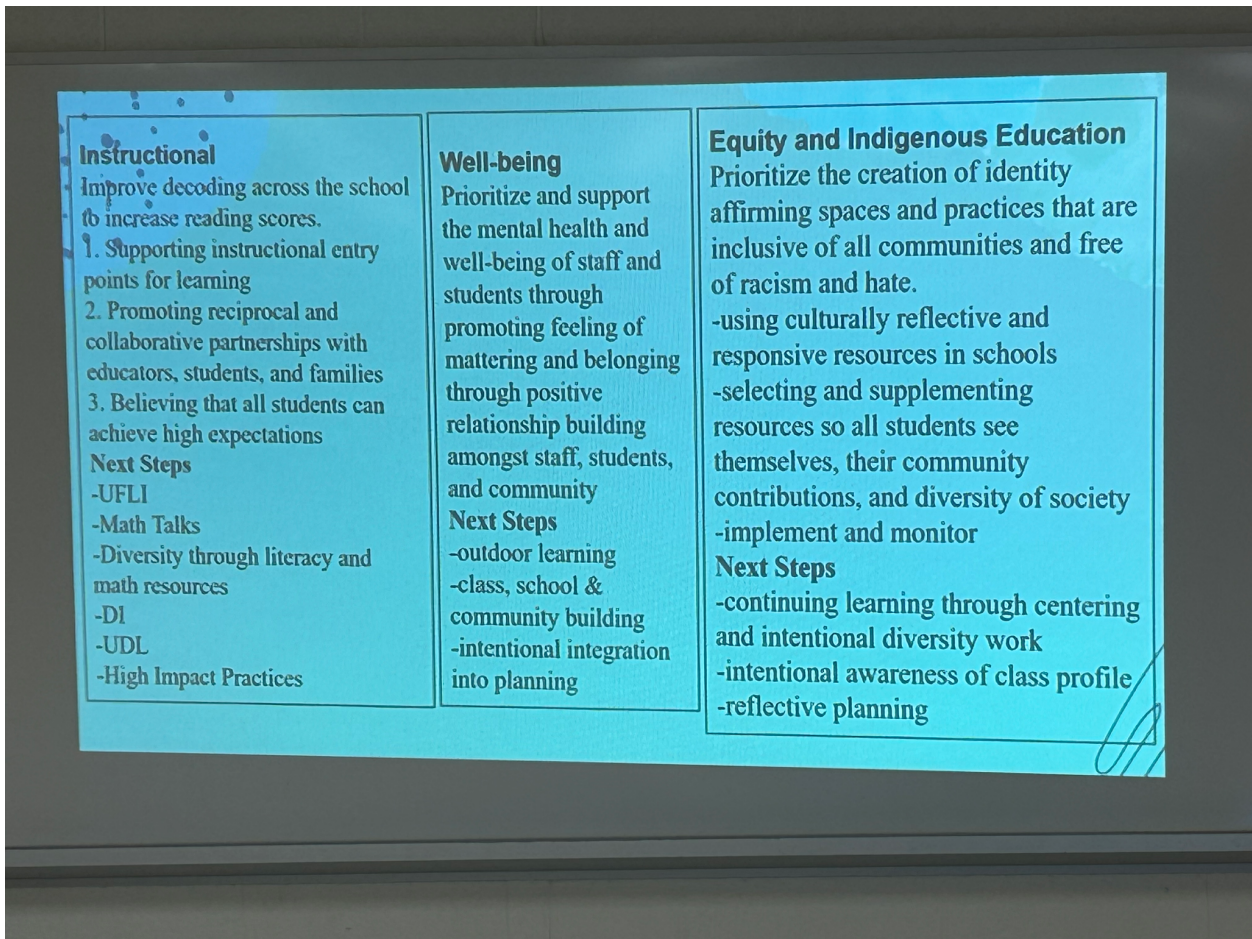 Instructional
Improve decoding across the school
to increase reading scores.
1. Supporting instructional entry
points for learning
2. Promoting reciprocal and
collaborative partnerships with
educators, students, and families
3. Believing that all students can
achieve high expectations
Next Steps
-UFLI
-Math Talks
-Diversity through literacy and
math resources
-DI
-UDL
-High Impact Practices
Well-being
Prioritize and support
the mental health and
well-being of staff and
students through
promoting feeling of
mattering and belonging
through positive
relationship building
amongst staff, students,
and community
Next Steps
-outdoor learning
-class, school &
community building
-intentional integration
into planning
Equity and Indigenous Education
Prioritize the creation of identity
affirming spaces and practices that are
inclusive of all communities and free
of racism and hate.
-using culturally reflective and
responsive resources in schools
-selecting and supplementing
resources so all students see
themselves, their community
contributions, and diversity of society
-implement and monitor
Next Steps
-continuing learning through centering
and intentional diversity work
-intentional awareness of class profile
-reflective planning